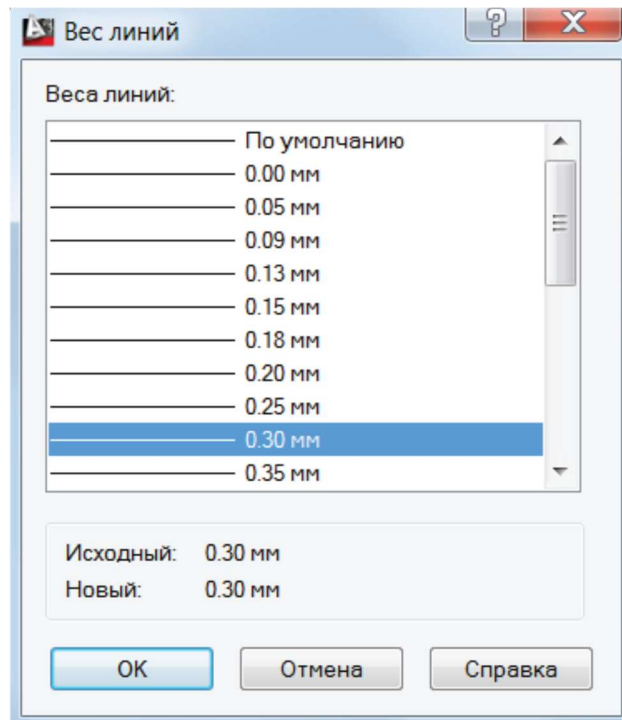 Вес линий
Веса линий:
По умолчанию
0.00 мм
0.05 мм
0.09 мм
0.13 мм
0.15 мм
0.18 мм
0.20 мм
0.25 мм
0.30 мм
0.35 мм
Исходный: 0.30 мм
Новый: 0.30 мм
ОК Отмена Справка